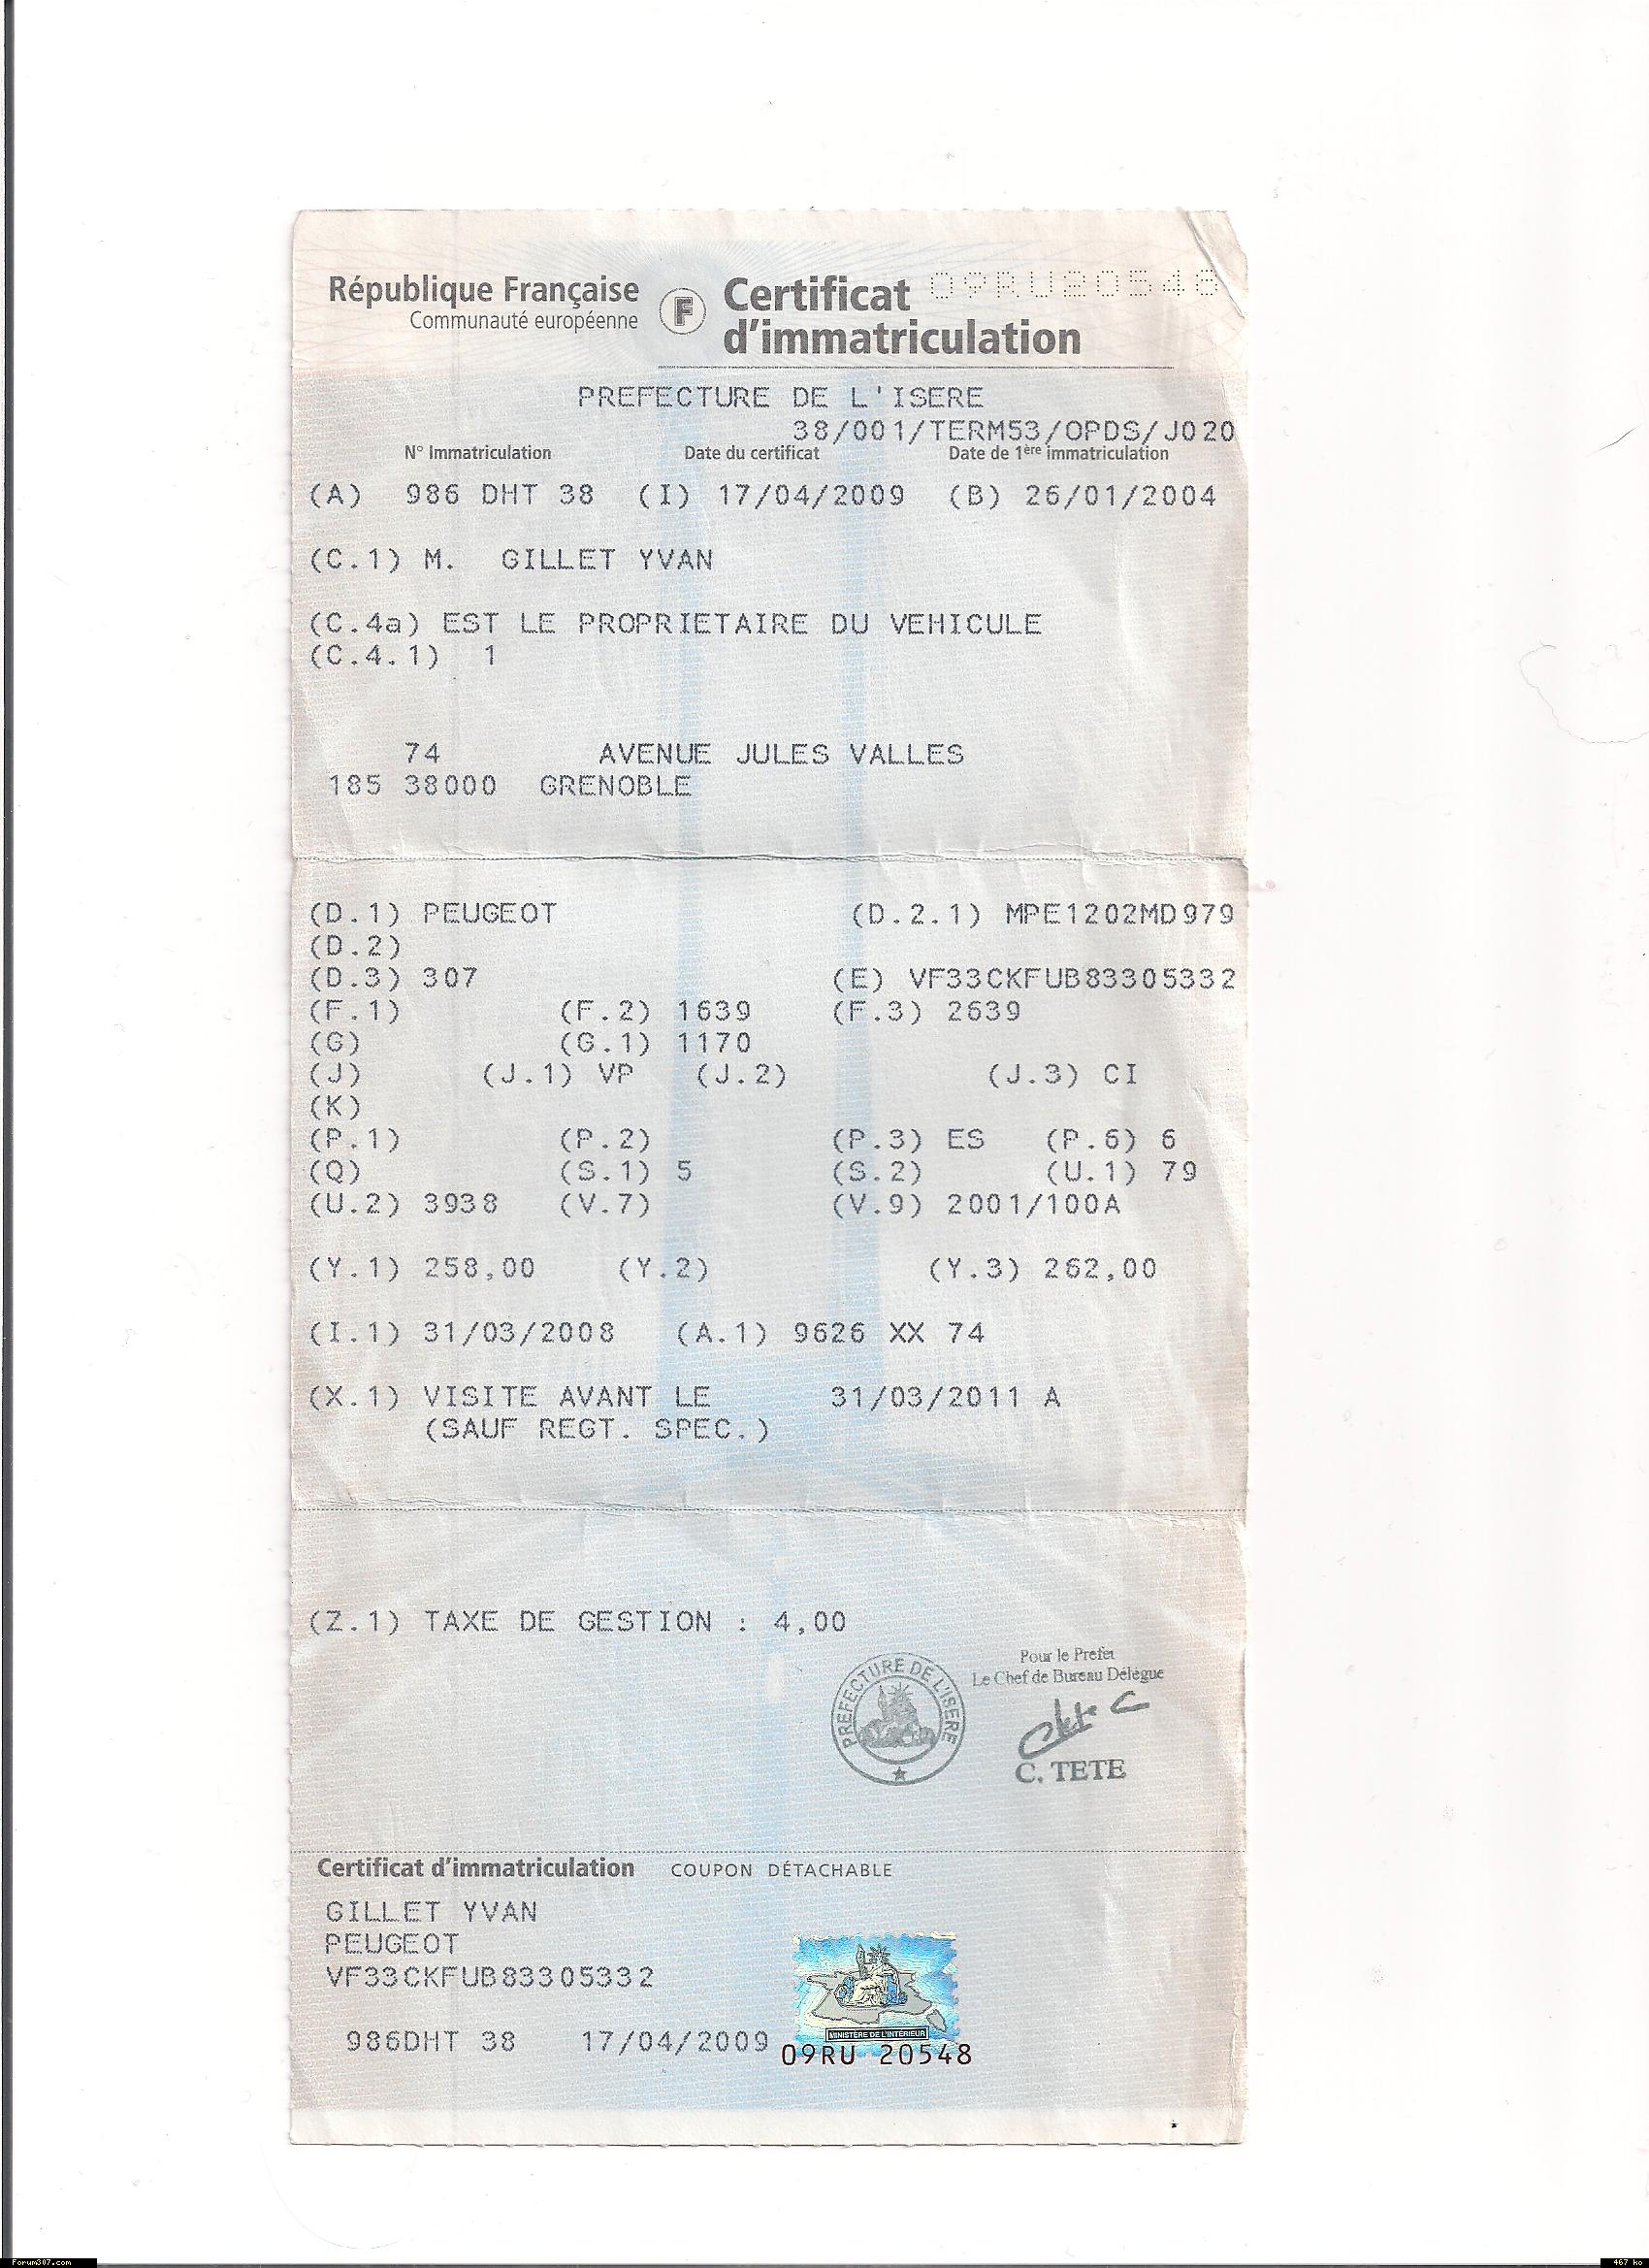 République Française
Communauté européenne
F
Certificat 09RU20548
d'immatriculation
PREFECTURE DE L'ISERE
38/001/TERM53/OPDS/J020
N° Immatriculation Date du certificat Date de 1ère immatriculation
(A) 986 DHT 38 (I) 17/04/2009 (B) 26/01/2004
(C.1) M. GILLET YVAN
(C.4a) EST LE PROPRIETAIRE DU VEHICULE
(C.4.1) 1
74 AVENUE JULES VALLES
185 38000 GRENOBLE
(D.1) PEUGEOT (D.2.1) MPE1202MD979
(D.2)
(D.3) 307 (E) VF33CKFUB83305332
(F.1) (F.2) 1639 (F.3) 2639
(G) (G.1) 1170
(J) (J.1) VP (J.2) (J.3) CI
(K)
(P.1) (P.2) (P.3) ES (P.6) 6
(Q) (S.1) 5 (S.2) (U.1) 79
(U.2) 3938 (V.7) (V.9) 2001/100A
(Y.1) 258,00 (Y.2) (Y.3) 262,00
(I.1) 31/03/2008 (A.1) 9626 XX 74
(X.1) VISITE AVANT LE 31/03/2011 A
(SAUF REGT. SPEC.)
(Z.1) TAXE DE GESTION : 4,00
PREFECTURE DE L'ISERE
Pour le Prefet
Le Chef de Bureau Délégué
C. TETE
Certificat d'immatriculation COUPON DÉTACHABLE
GILLET YVAN
PEUGEOT
VF33CKFUB83305332
MINISTÈRE DE L'INTÉRIEUR
986DHT 38 17/04/2009 09RU 20548
Forum307.com 467 ko